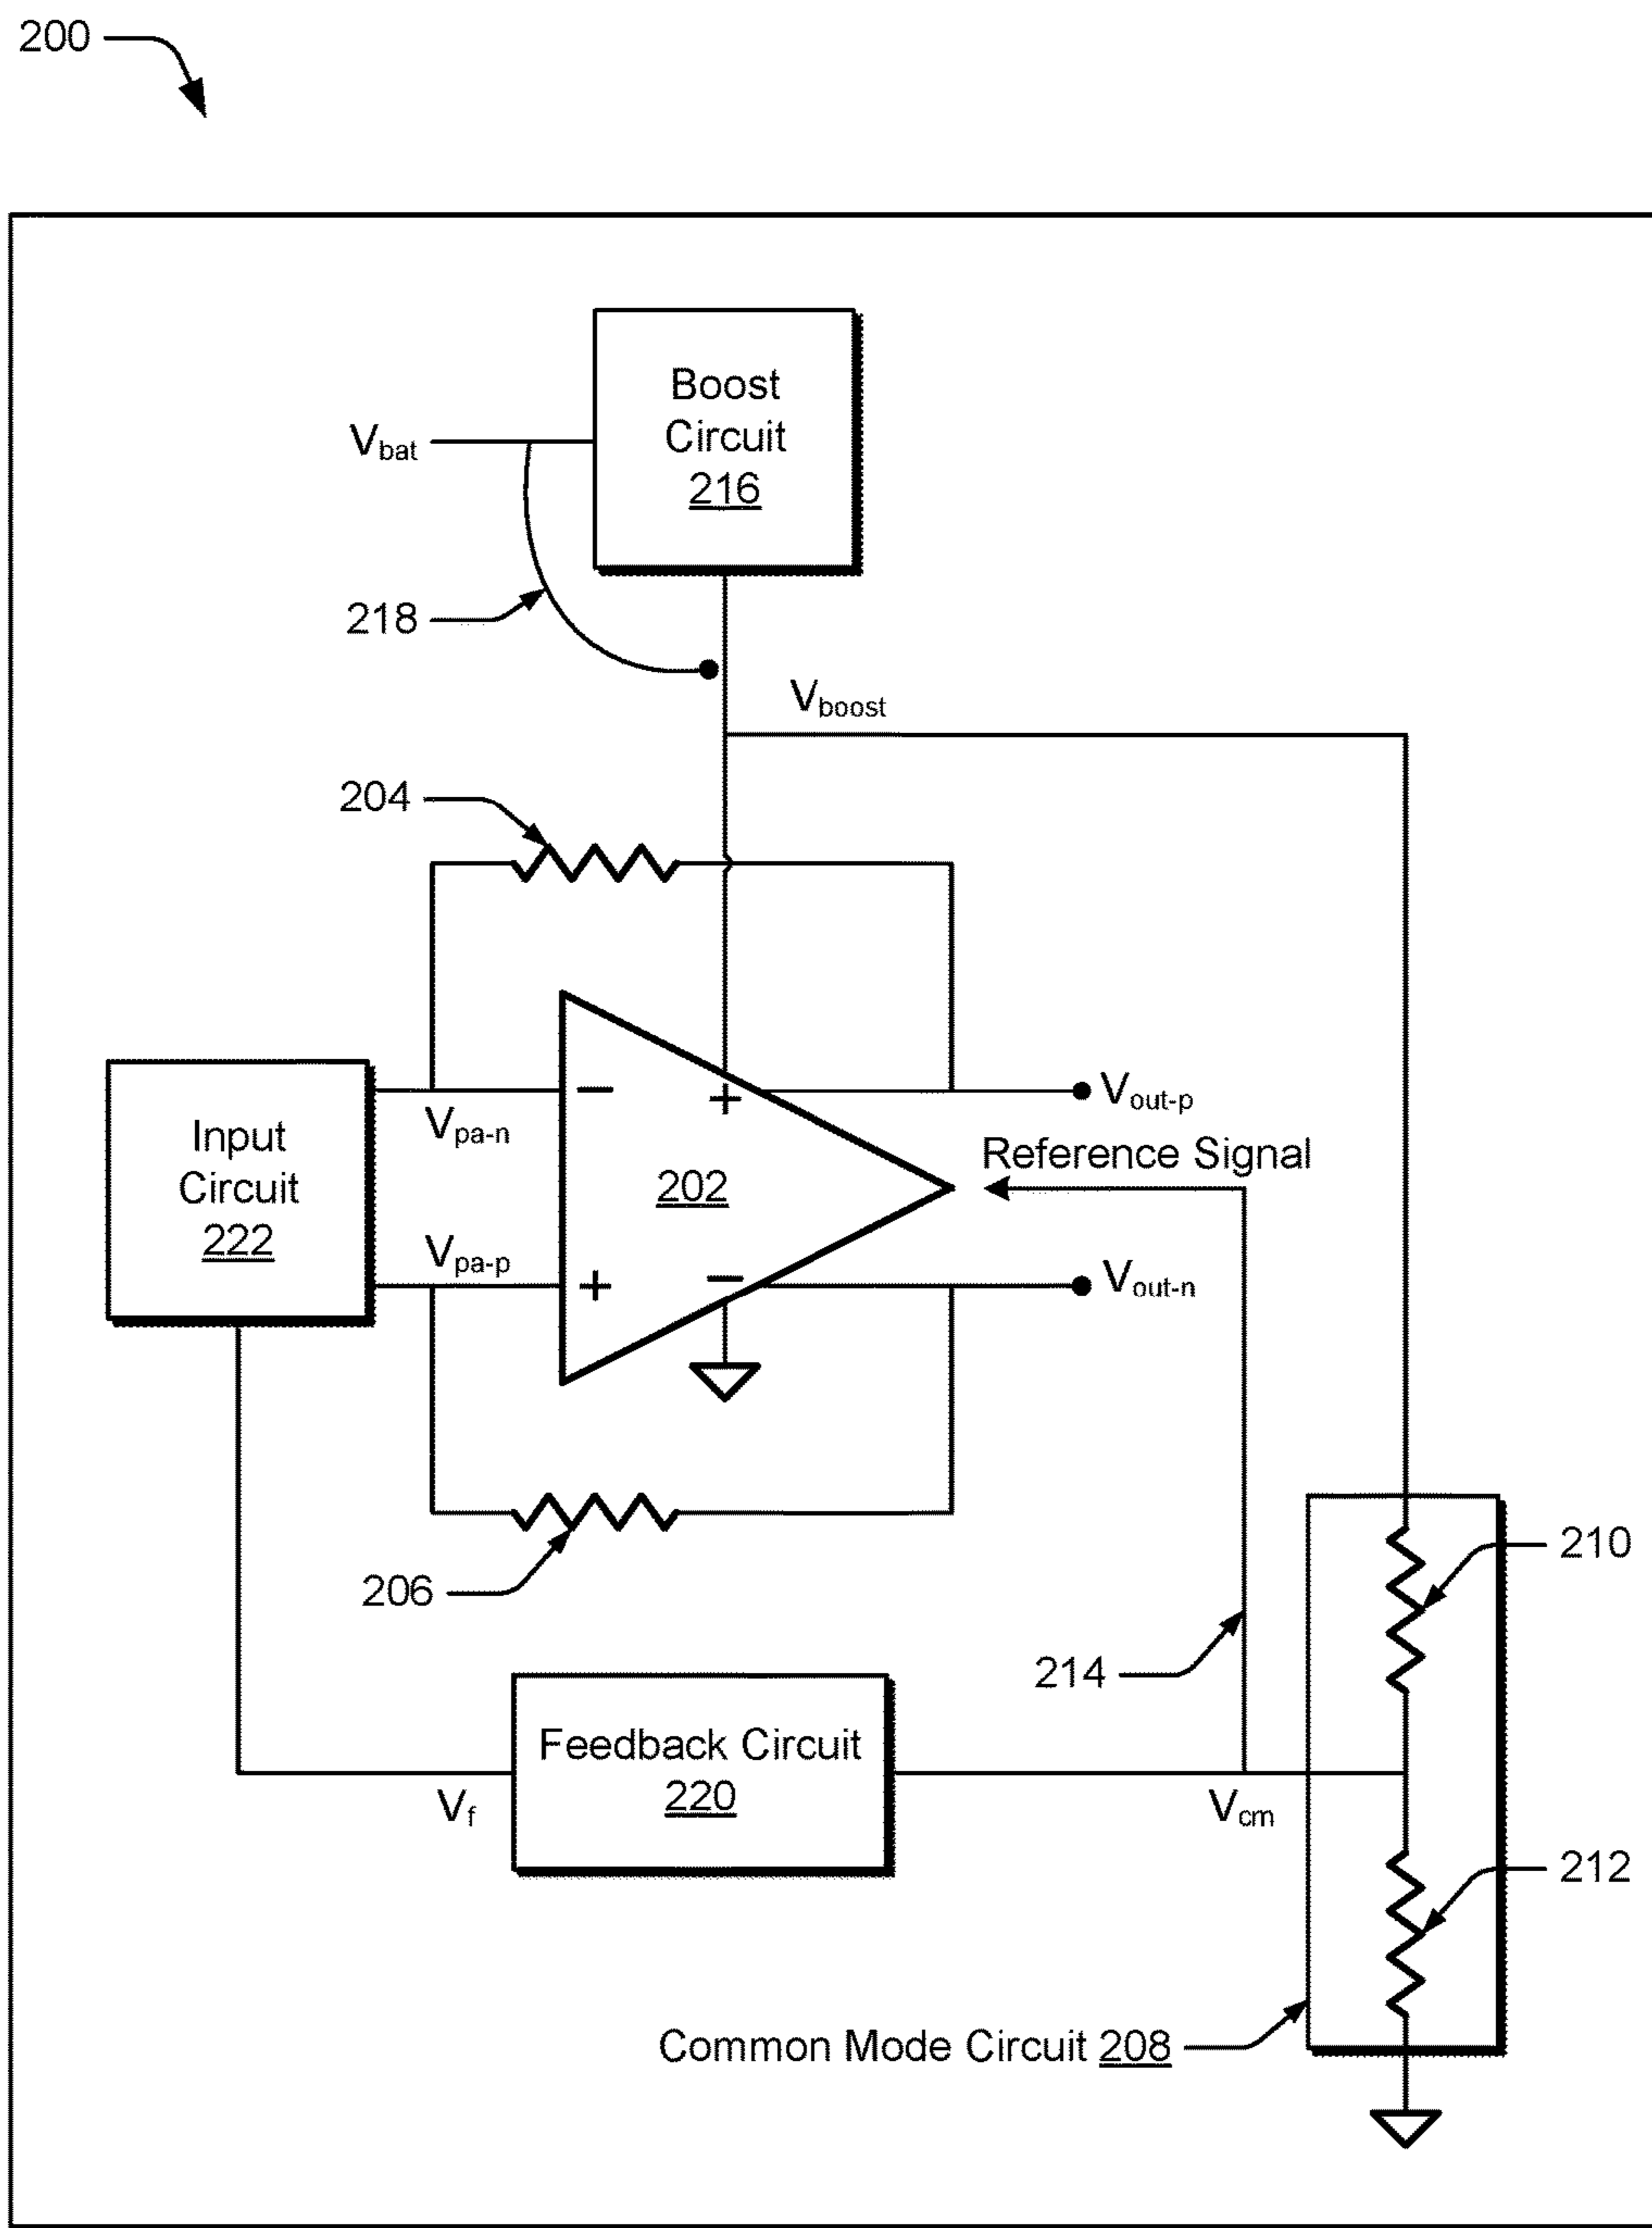 200
Boost
Circuit
216
Vbat
218
Vboost
204
Input
Circuit
222
Vpa-n
Vpa-p
−
+
202
+
−
Vout-p
Reference Signal
Vout-n
206
210
214
Feedback Circuit
220
Vf
Vcm
212
Common Mode Circuit 208